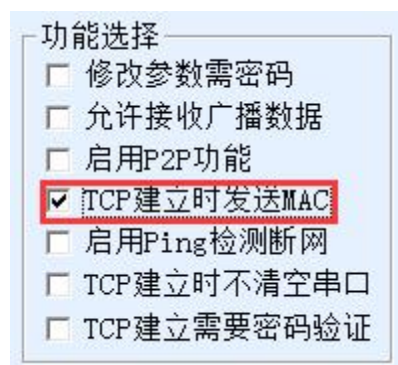 功能选择
修改参数需密码
允许接收广播数据
启用P2P功能
TCP建立时发送MAC
启用Ping检测断网
TCP建立时不清空串口
TCP建立需要密码验证